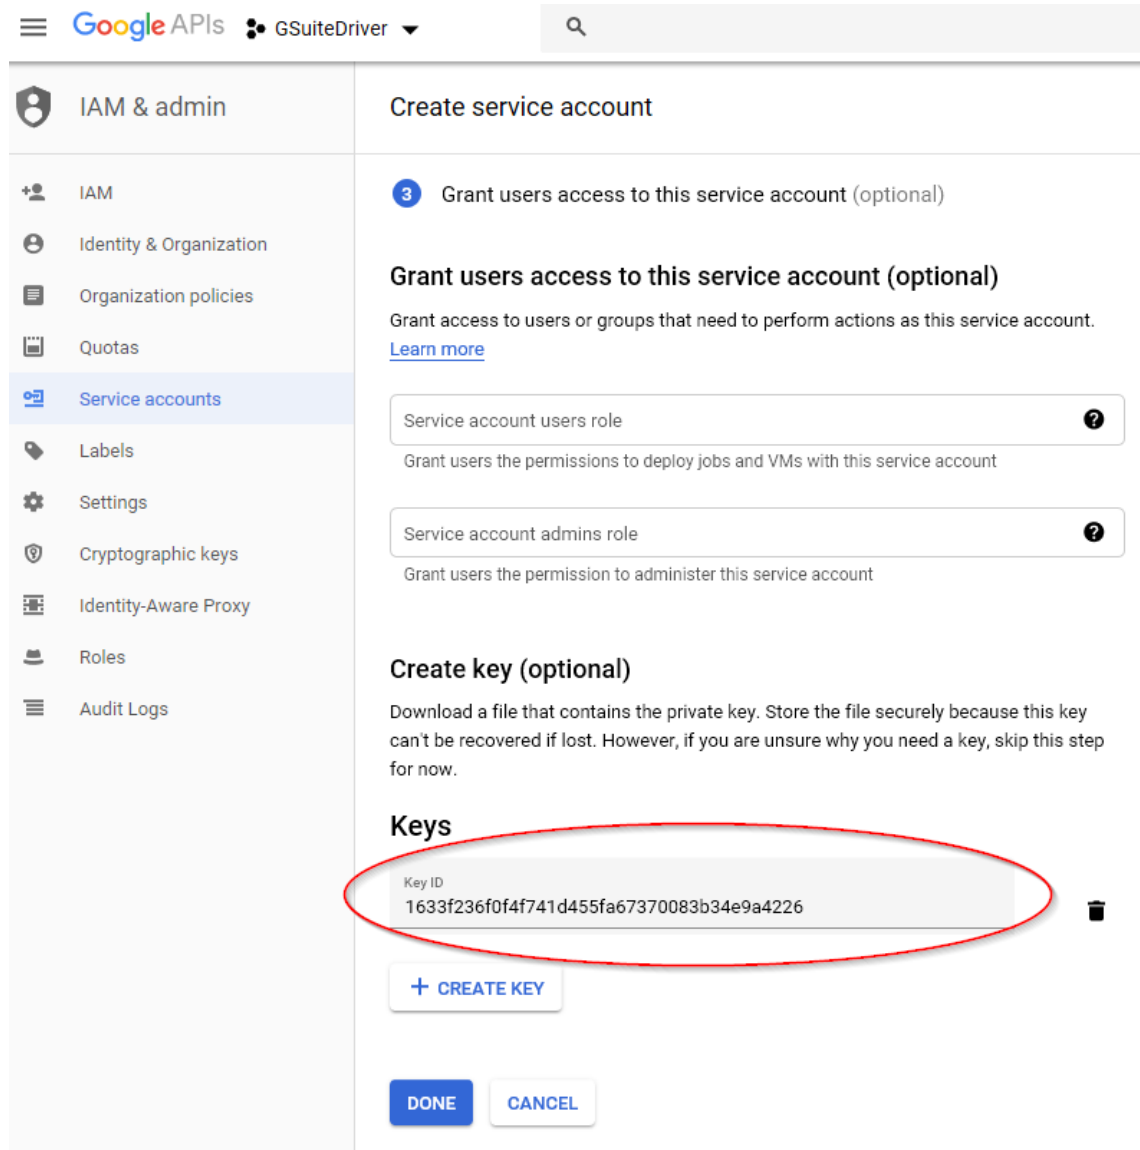 Google APIs GSuiteDriver
IAM & admin
Create service account
IAM
Identity & Organization
Organization policies
Quotas
Service accounts
Labels
Settings
Cryptographic keys
Identity-Aware Proxy
Roles
Audit Logs
3 Grant users access to this service account (optional)
Grant users access to this service account (optional)
Grant access to users or groups that need to perform actions as this service account.
Learn more
Service account users role
Grant users the permissions to deploy jobs and VMs with this service account
Service account admins role
Grant users the permission to administer this service account
Create key (optional)
Download a file that contains the private key. Store the file securely because this key
can't be recovered if lost. However, if you are unsure why you need a key, skip this step
for now.
Keys
Key ID
1633f236f0f4f741d455fa67370083b34e9a4226
+ CREATE KEY
DONE CANCEL